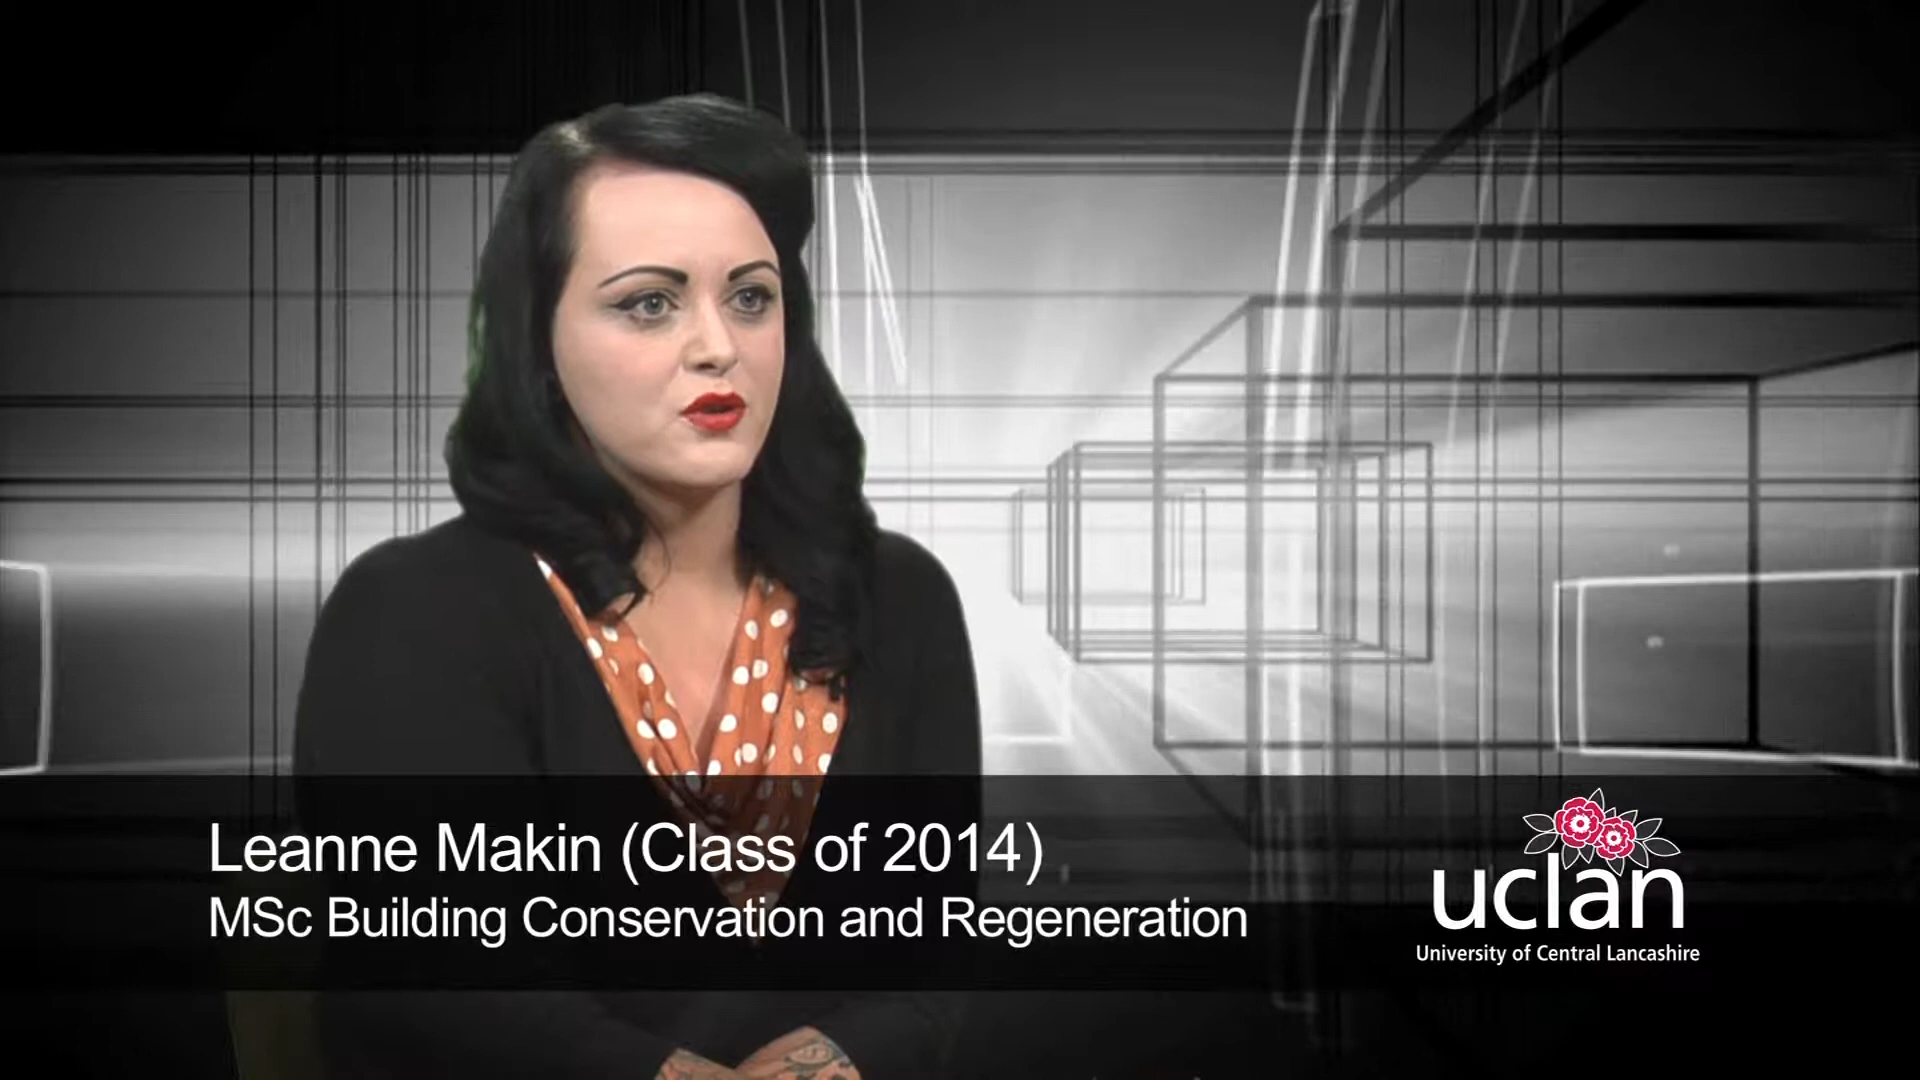 Leanne Makin (Class of 2014)
MSc Building Conservation and Regeneration
uclan
University of Central Lancashire